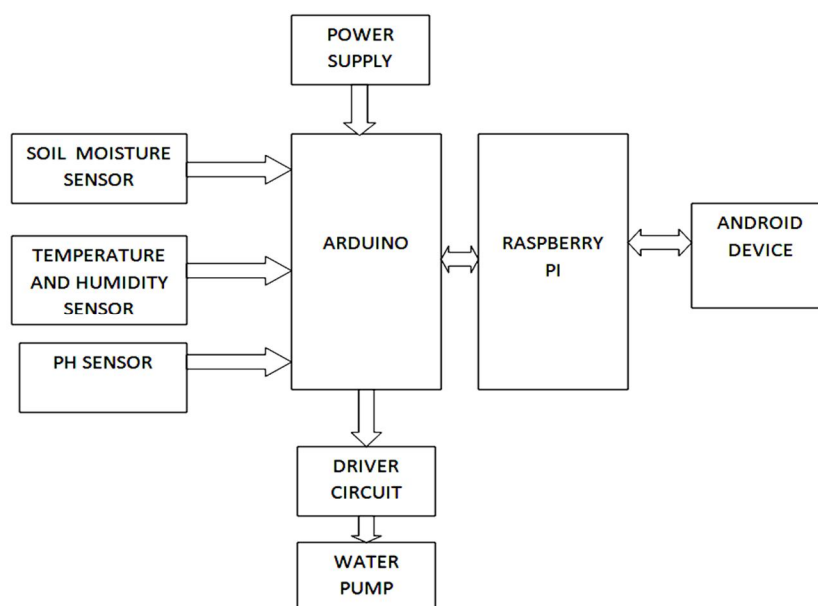 POWER
SUPPLY
SOIL MOISTURE
SENSOR
TEMPERATURE
AND HUMIDITY
SENSOR
PH SENSOR
ARDUINO
RASPBERRY
PI
ANDROID
DEVICE
DRIVER
CIRCUIT
WATER
PUMP